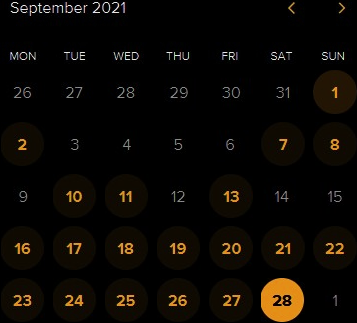 September 2021 < >
MON TUE WED THU FRI SAT SUN
26 27 28 29 30 31 1
2 3 4 5 6 7 8
9 10 11 12 13 14 15
16 17 18 19 20 21 22
23 24 25 26 27 28 1